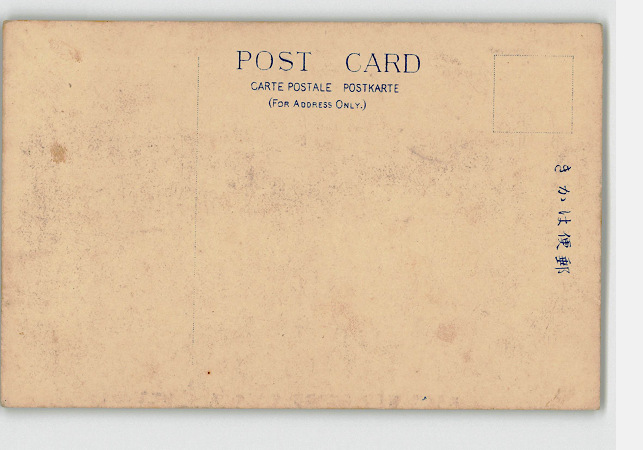 POST CARD
CARTE POSTALE POSTKARTE
(FOR ADDRESS ONLY.)
郵便はかき